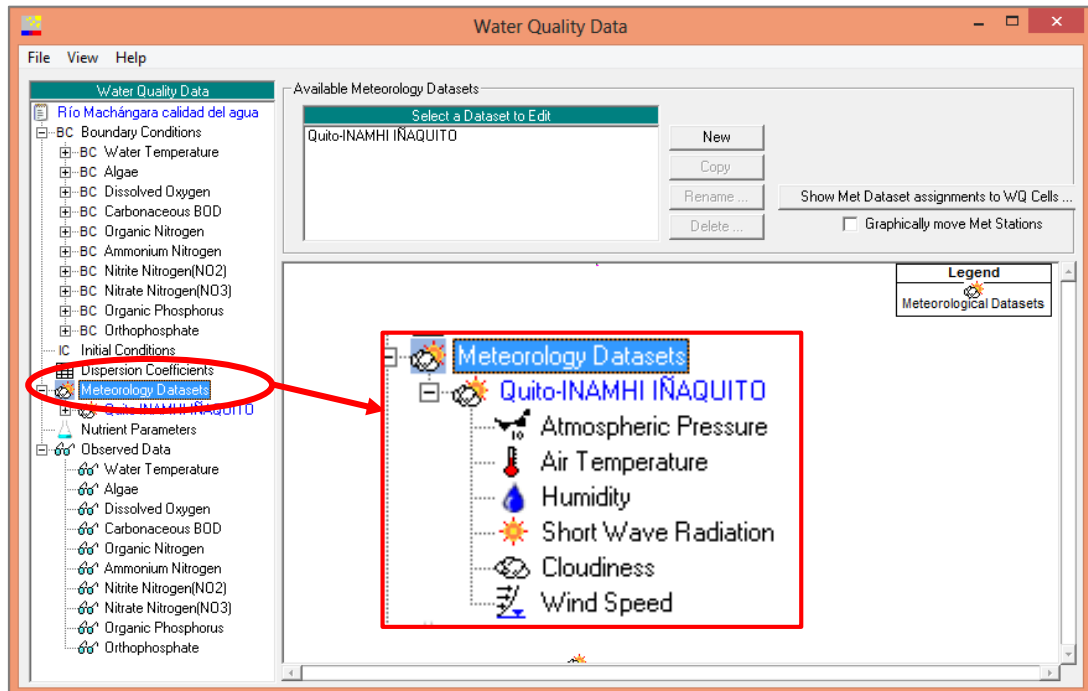 Water Quality Data
File View Help
Water Quality Data
Río Machángara calidad del agua
BC Boundary Conditions
BC Water Temperature
BC Algae
BC Dissolved Oxygen
BC Carbonaceous BOD
BC Organic Nitrogen
BC Ammonium Nitrogen
BC Nitrite Nitrogen(NO2)
BC Nitrate Nitrogen(NO3)
BC Organic Phosphorus
BC Orthophosphate
IC Initial Conditions
Dispersion Coefficients
Meteorology Datasets
Quito-INAMHI IÑAQUITO
Nutrient Parameters
Observed Data
Water Temperature
Algae
Dissolved Oxygen
Carbonaceous BOD
Organic Nitrogen
Ammonium Nitrogen
Nitrite Nitrogen(NO2)
Nitrate Nitrogen(NO3)
Organic Phosphorus
Orthophosphate
Available Meteorology Datasets
Select a Dataset to Edit
Quito-INAMHI IÑAQUITO
New
Copy
Rename ...
Delete ...
Show Met Dataset assignments to WQ Cells ...
Graphically move Met Stations
Legend
Meteorological Datasets
Meteorology Datasets
Quito-INAMHI IÑAQUITO
10 Atmospheric Pressure
Air Temperature
Humidity
Short Wave Radiation
Cloudiness
Wind Speed